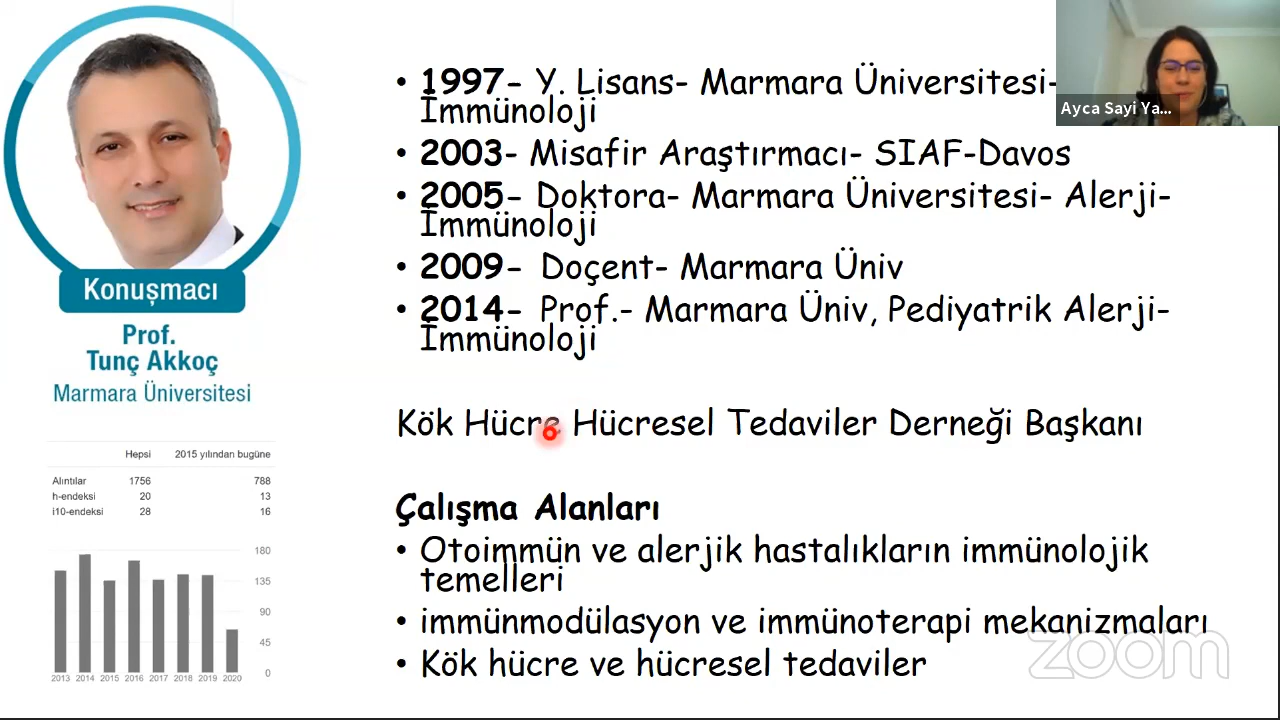 • 1997- Y. Lisans- Marmara Üniversitesi-
İmmünoloji
• 2003- Misafir Araştırmacı- SIAF-Davos
• 2005- Doktora- Marmara Üniversitesi- Alerji-
İmmünoloji
• 2009- Doçent- Marmara Üniv
• 2014- Prof.- Marmara Üniv, Pediyatrik Alerji-
İmmünoloji
Kök Hücre Hücresel Tedaviler Derneği Başkanı
Çalışma Alanları
• Otoimmün ve alerjik hastalıkların immünolojik
temelleri
• immünmodülasyon ve immünoterapi mekanizmaları
• Kök hücre ve hücresel tedaviler
Konuşmacı
Prof.
Tunç Akkoç
Marmara Üniversitesi
Hepsi 2015 yılından bugüne
Alıntılar 1756 788
h-endeksi 20 13
i10-endeksi 28 16
180
135
90
45
0
2013 2014 2015 2016 2017 2018 2019 2020
Ayca Sayi Ya...
zoom